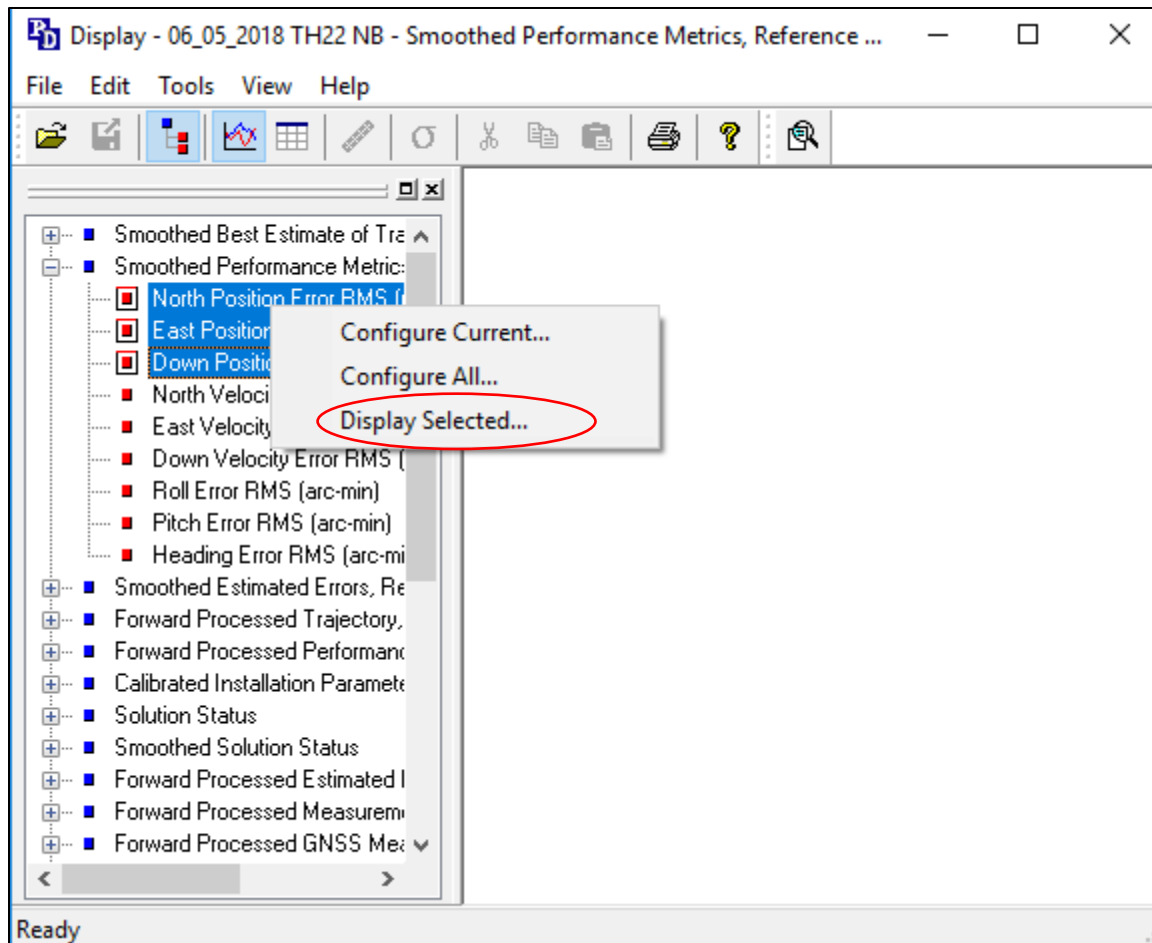 Display - 06_05_2018 TH22 NB - Smoothed Performance Metrics, Reference ...
File Edit Tools View Help
Smoothed Best Estimate of Tra
Smoothed Performance Metrics
North Position Error RMS (
East Position
Down Positio
North Veloci
East Velocity
Down Velocity Error RMS (
Roll Error RMS (arc-min)
Pitch Error RMS (arc-min)
Heading Error RMS (arc-mi
Configure Current...
Configure All...
Display Selected...
Smoothed Estimated Errors, Re
Forward Processed Trajectory,
Forward Processed Performanc
Calibrated Installation Paramete
Solution Status
Smoothed Solution Status
Forward Processed Estimated
Forward Processed Measurem
Forward Processed GNSS Mea
Ready